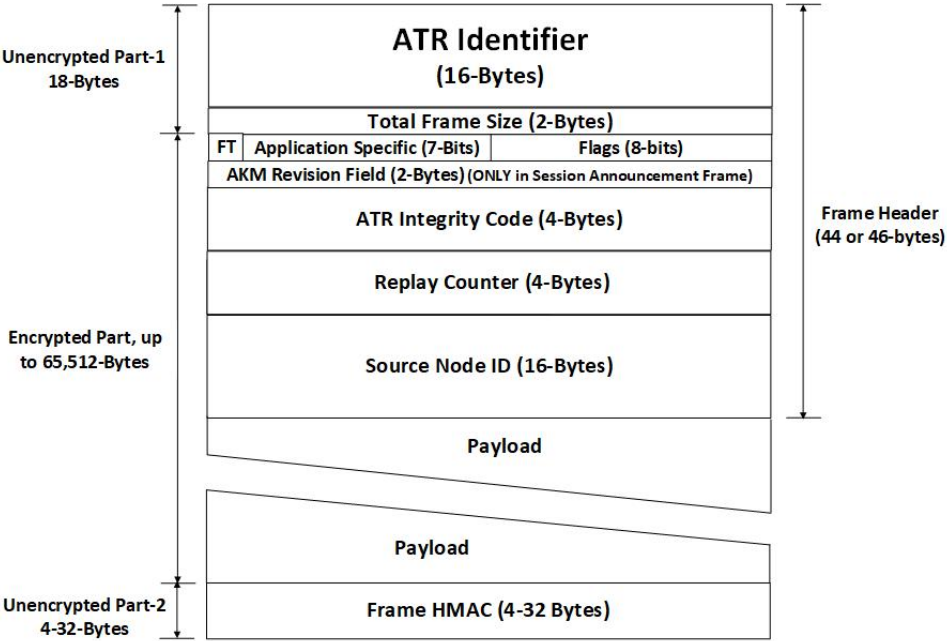 ATR Identifier
(16-Bytes)
Unencrypted Part-1
18-Bytes
Total Frame Size (2-Bytes)
FT Application Specific (7-Bits) Flags (8-bits)
AKM Revision Field (2-Bytes) (ONLY in Session Announcement Frame)
ATR Integrity Code (4-Bytes)
Frame Header
(44 or 46-bytes)
Replay Counter (4-Bytes)
Encrypted Part, up
to 65,512-Bytes
Source Node ID (16-Bytes)
Payload
Payload
Unencrypted Part-2
4-32-Bytes
Frame HMAC (4-32 Bytes)